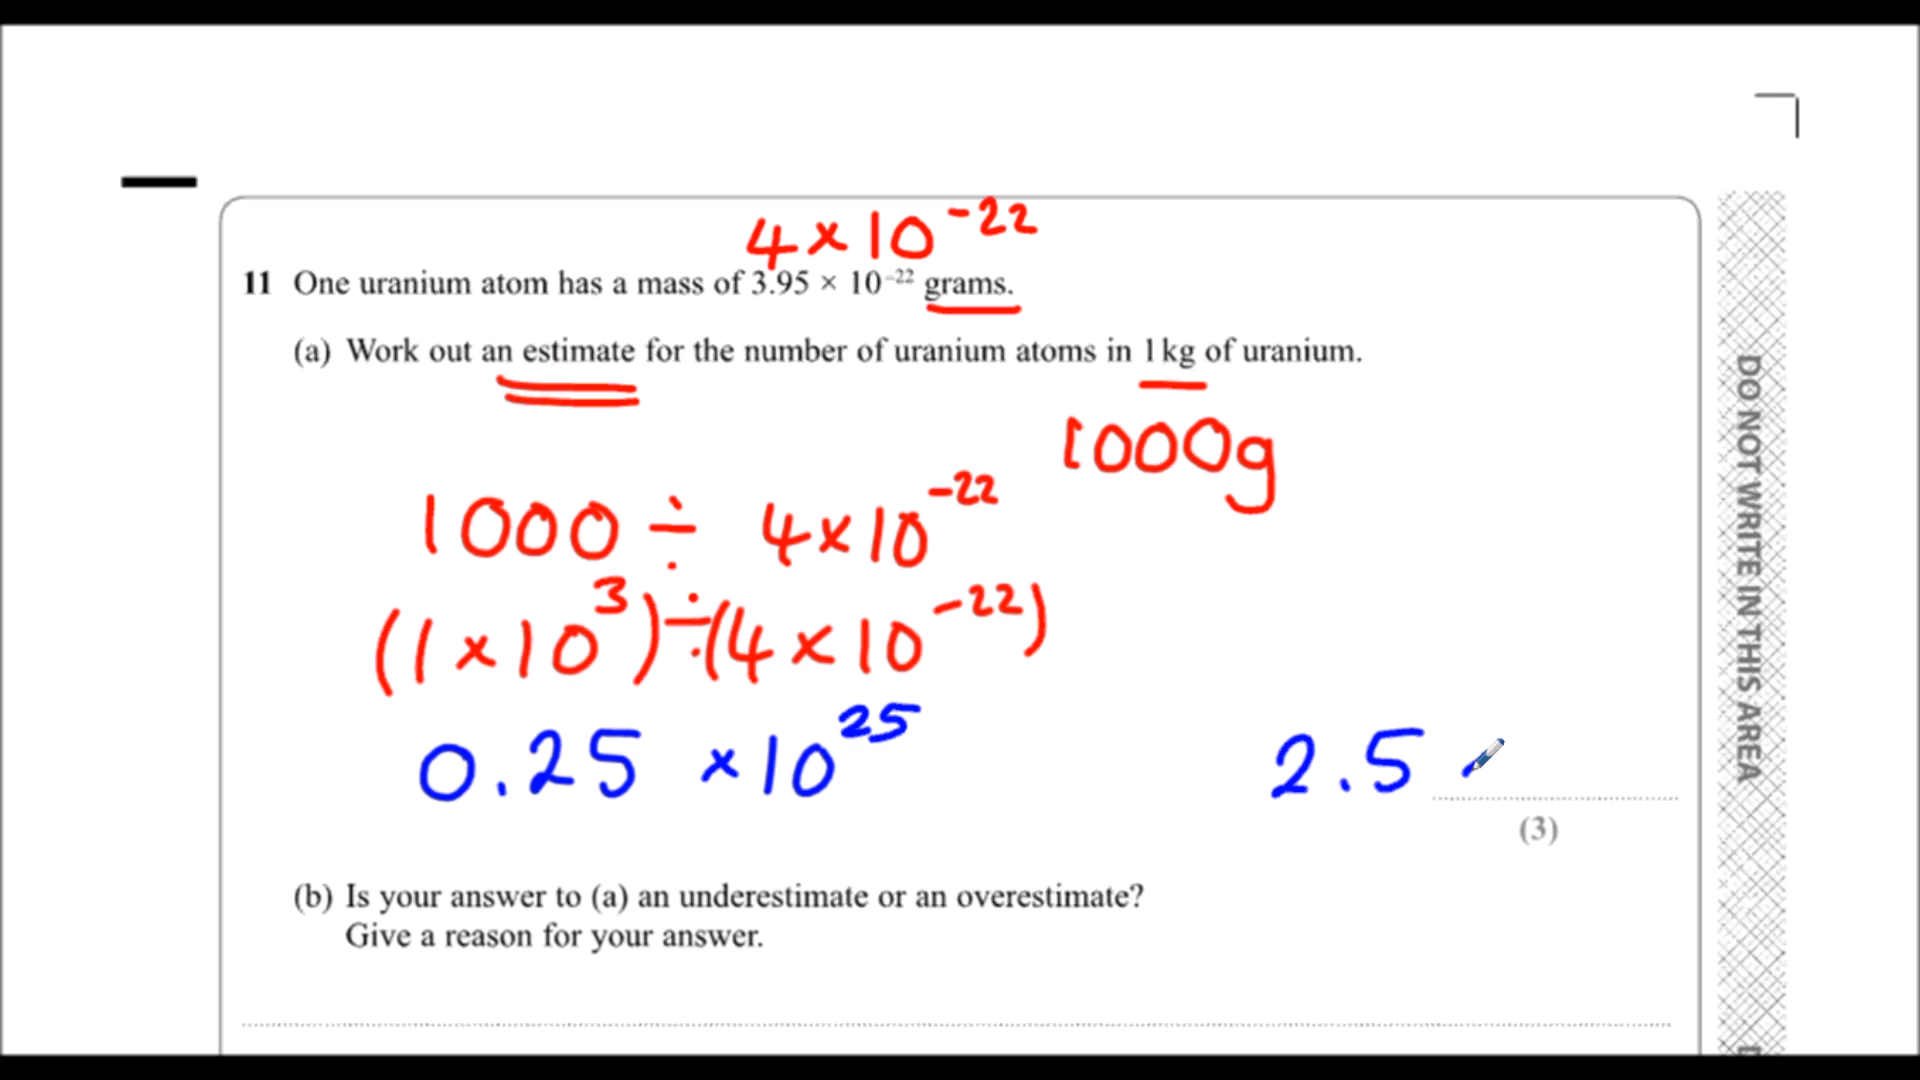 4 × 10⁻²²
11 One uranium atom has a mass of 3.95 × 10⁻²² grams.
(a) Work out an estimate for the number of uranium atoms in 1 kg of uranium.
1000g
1000 ÷ 4×10⁻²²
(1×10³)÷(4×10⁻²²)
0.25 ×10²⁵
2.5
(3)
(b) Is your answer to (a) an underestimate or an overestimate?
Give a reason for your answer.
DO NOT WRITE IN THIS AREA